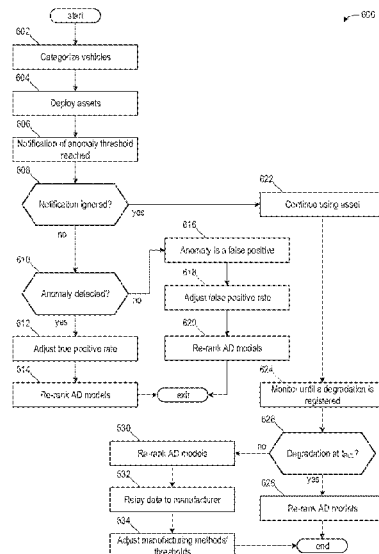 start
600
602
Categorize vehicles
604
Deploy assets
606
Notification of anomaly threshold
reached
608
Notification ignored?
yes
no
622
Continue using asset
610
Anomaly detected?
no
yes
616
Anomaly is a false positive
618
Adjust false positive rate
620
Re-rank AD models
612
Adjust true positive rate
614
Re-rank AD models
exit
624
Monitor until a degradation is
registered
626
Degradation at
no
yes
628
Re-rank AD models
630
Re-rank AD models
632
Relay data to manufacturer
634
Adjust manufacturing methods/
thresholds
end